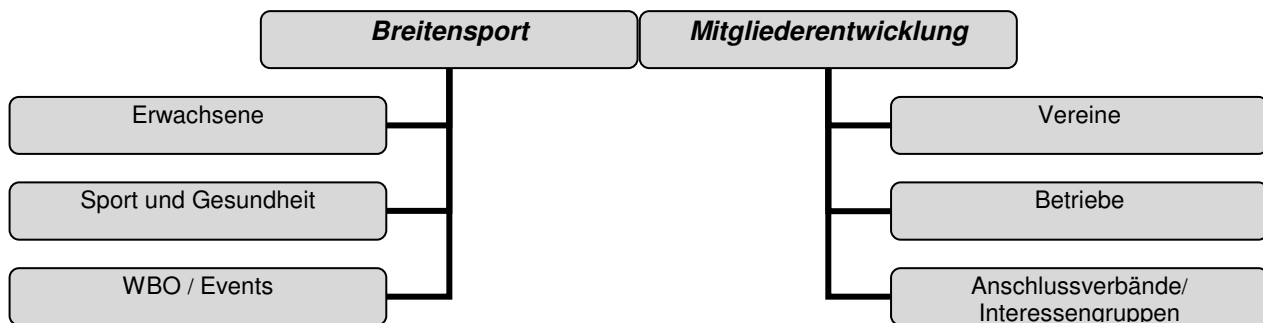 Breitensport
Mitgliederentwicklung
Erwachsene
Vereine
Sport und Gesundheit
Betriebe
WBO / Events
Anschlussverbände/
Interessengruppen